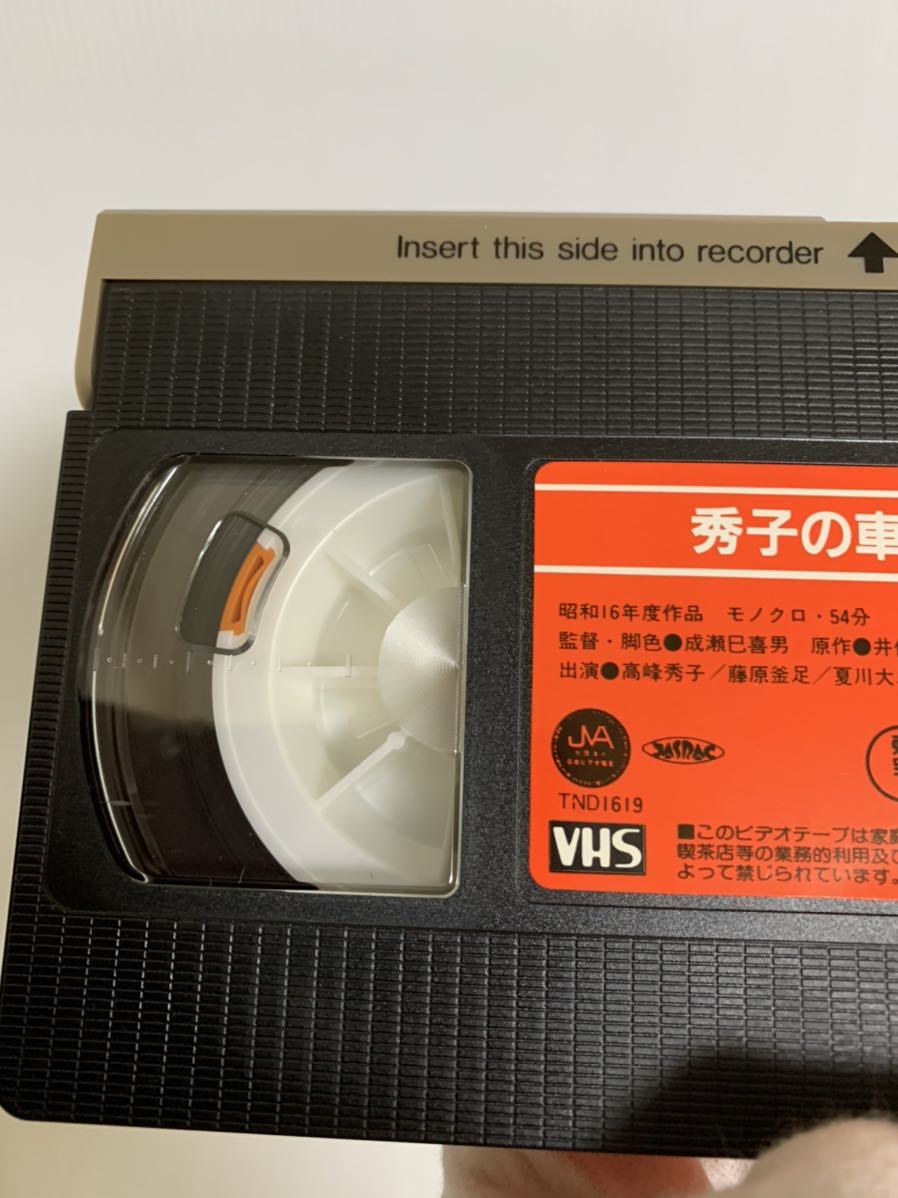 Insert this side into recorder
秀子の車
昭和16年度作品 モノクロ・54分
監督・脚色●成瀬巳喜男 原作●井
出演●高峰秀子／藤原釜足／夏川大
JVA
JASRAC
TND1619
VHS
■このビデオテープは家庭
喫茶店等の業務的利用及び
よって禁じられています。